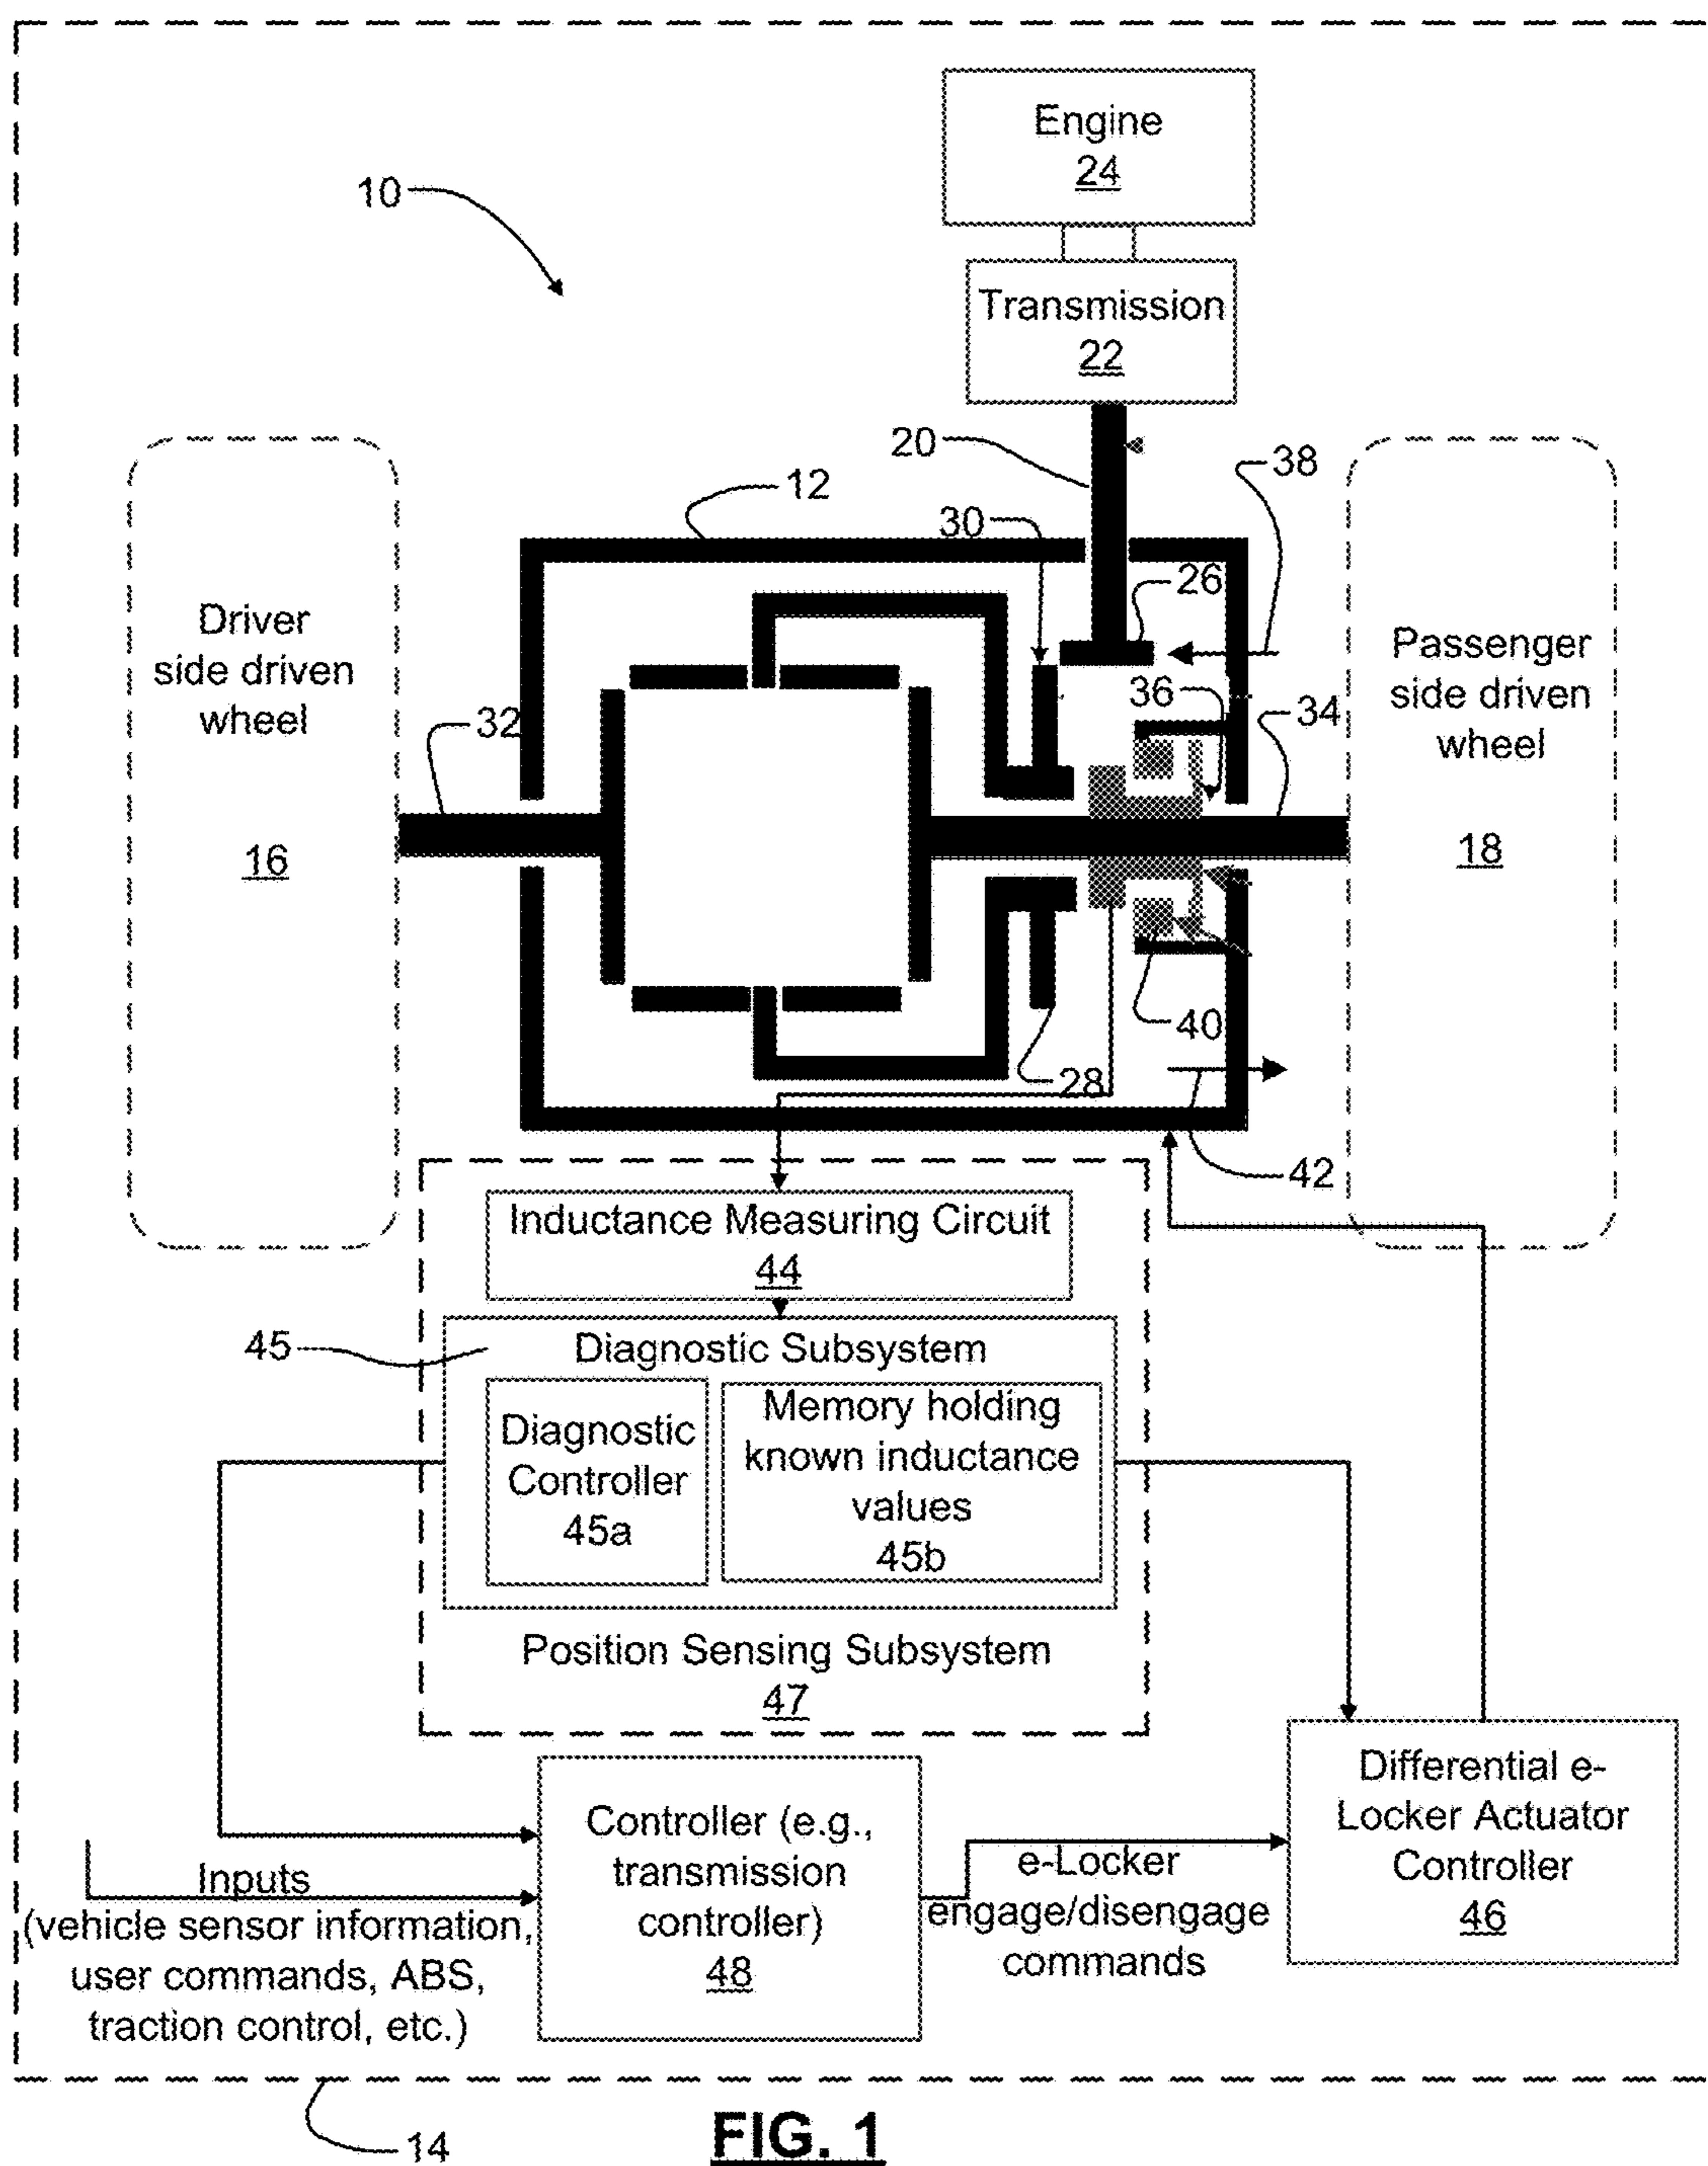 Engine
24
10
Transmission
22
20
38
12
30
26
Driver
side driven
wheel
16
Passenger
side driven
wheel
18
36
34
32
40
28
42
Inductance Measuring Circuit
44
45
Diagnostic Subsystem
Diagnostic
Controller
45a
Memory holding
known inductance
values
45b
Position Sensing Subsystem
47
Differential e-
Locker Actuator
Controller
46
Controller (e.g.,
transmission
controller)
48
e-Locker
engage/disengage
commands
Inputs
(vehicle sensor information,
user commands, ABS,
traction control, etc.)
14
FIG. 1